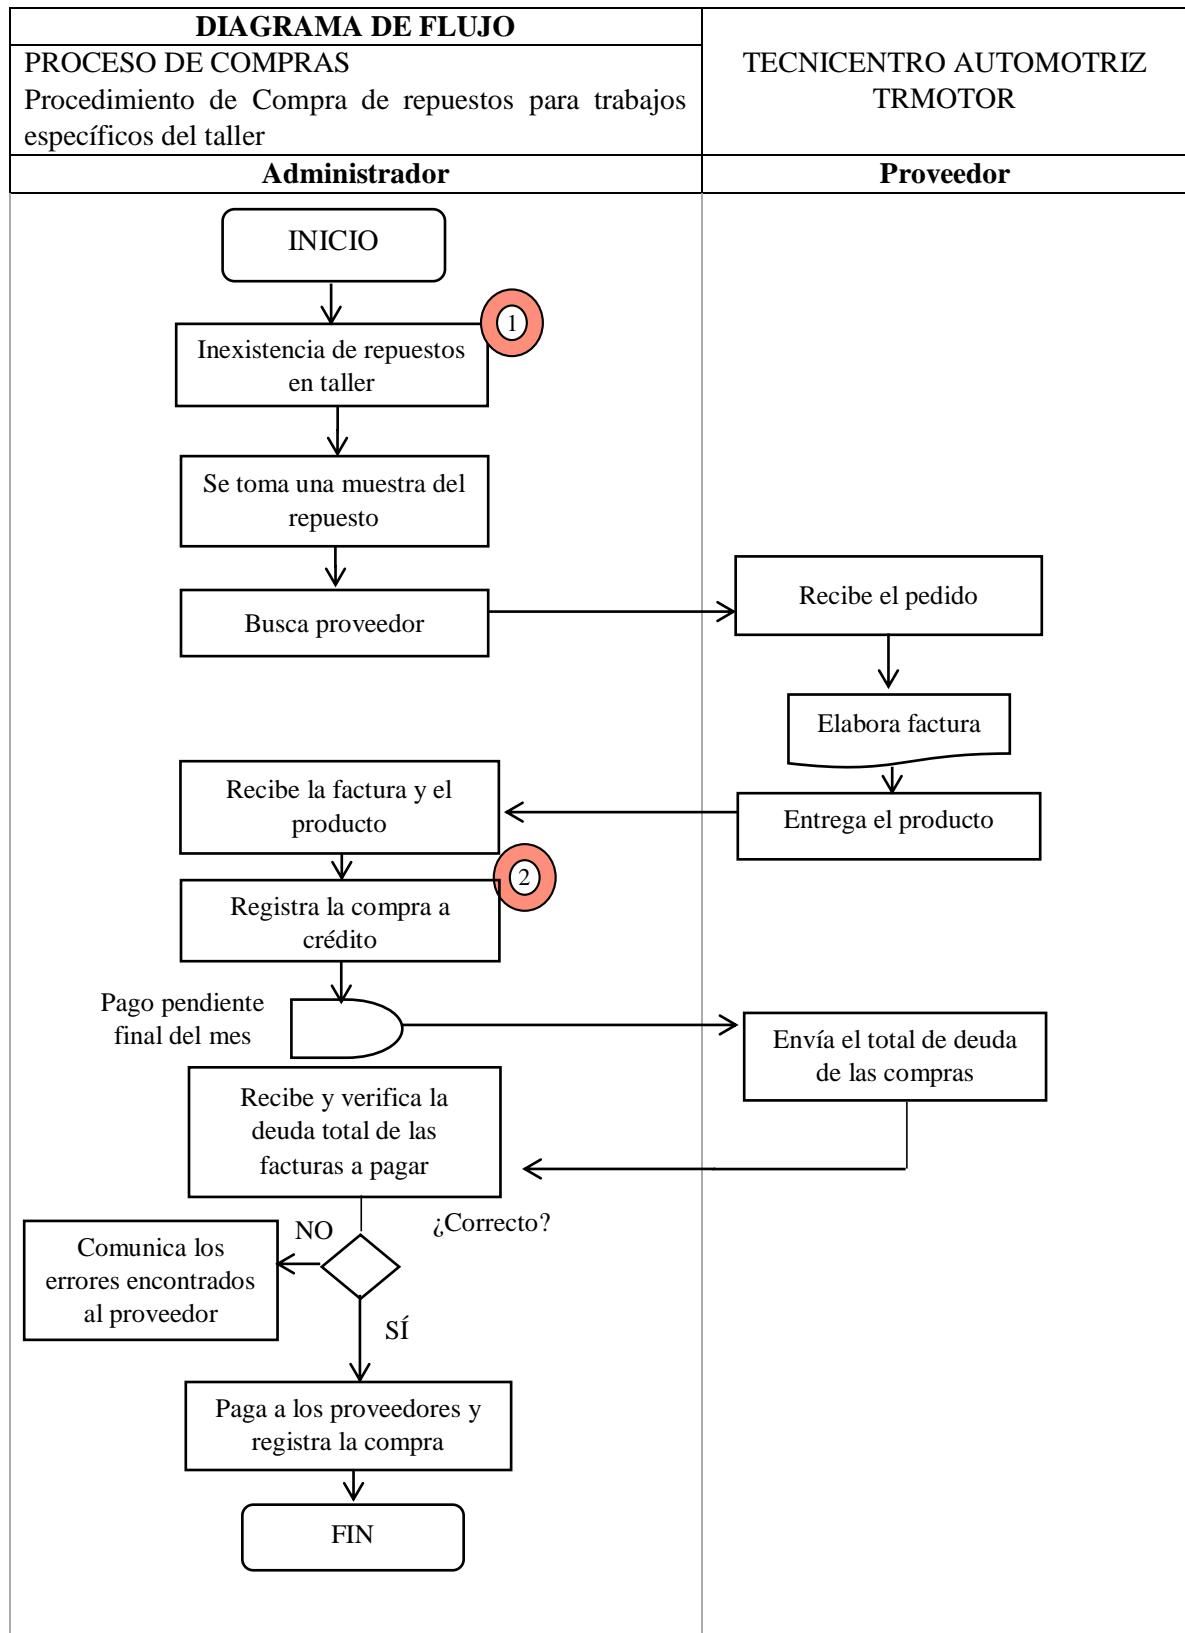 DIAGRAMA DE FLUJO
PROCESO DE COMPRAS
Procedimiento de Compra de repuestos para trabajos
específicos del taller
TECNICENTRO AUTOMOTRIZ
TRMOTOR
Administrador
Proveedor
INICIO
1
Inexistencia de repuestos
en taller
Se toma una muestra del
repuesto
Busca proveedor
Recibe el pedido
Elabora factura
Entrega el producto
Recibe la factura y el
producto
2
Registra la compra a
crédito
Pago pendiente
final del mes
Envía el total de deuda
de las compras
Recibe y verifica la
deuda total de las
facturas a pagar
¿Correcto?
NO
Comunica los
errores encontrados
al proveedor
SÍ
Paga a los proveedores y
registra la compra
FIN